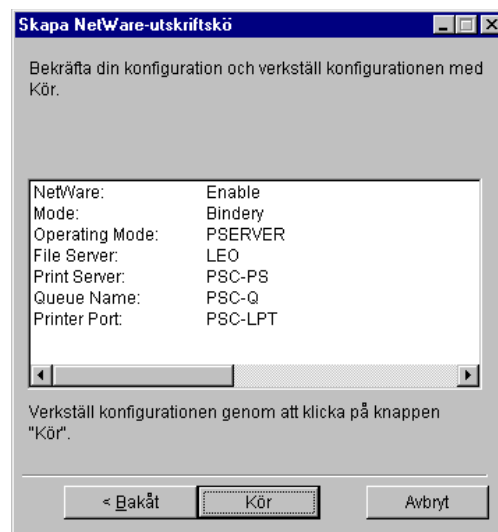 Skapa NetWare-utskriftskö
Bekräfta din konfiguration och verkställ konfigurationen med
Kör.
NetWare: Enable
Mode: Bindery
Operating Mode: PSERVER
File Server: LEO
Print Server: PSC-PS
Queue Name: PSC-Q
Printer Port: PSC-LPT
Verkställ konfigurationen genom att klicka på knappen
"Kör".
< Bakåt Kör Avbryt